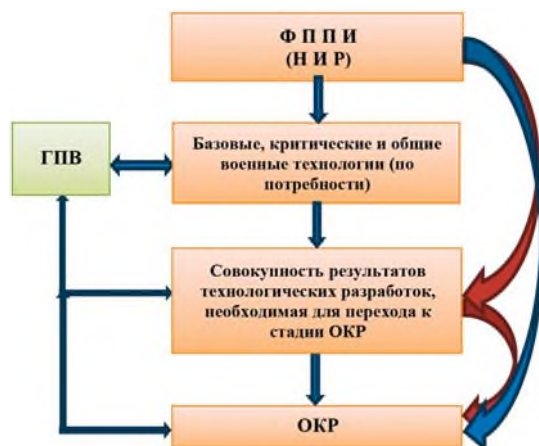 Ф П П И
(Н И Р)
ГПВ
Базовые, критические и общие
военные технологии (по
потребности)
Совокупность результатов
технологических разработок,
необходимая для перехода к
стадии ОКР
ОКР